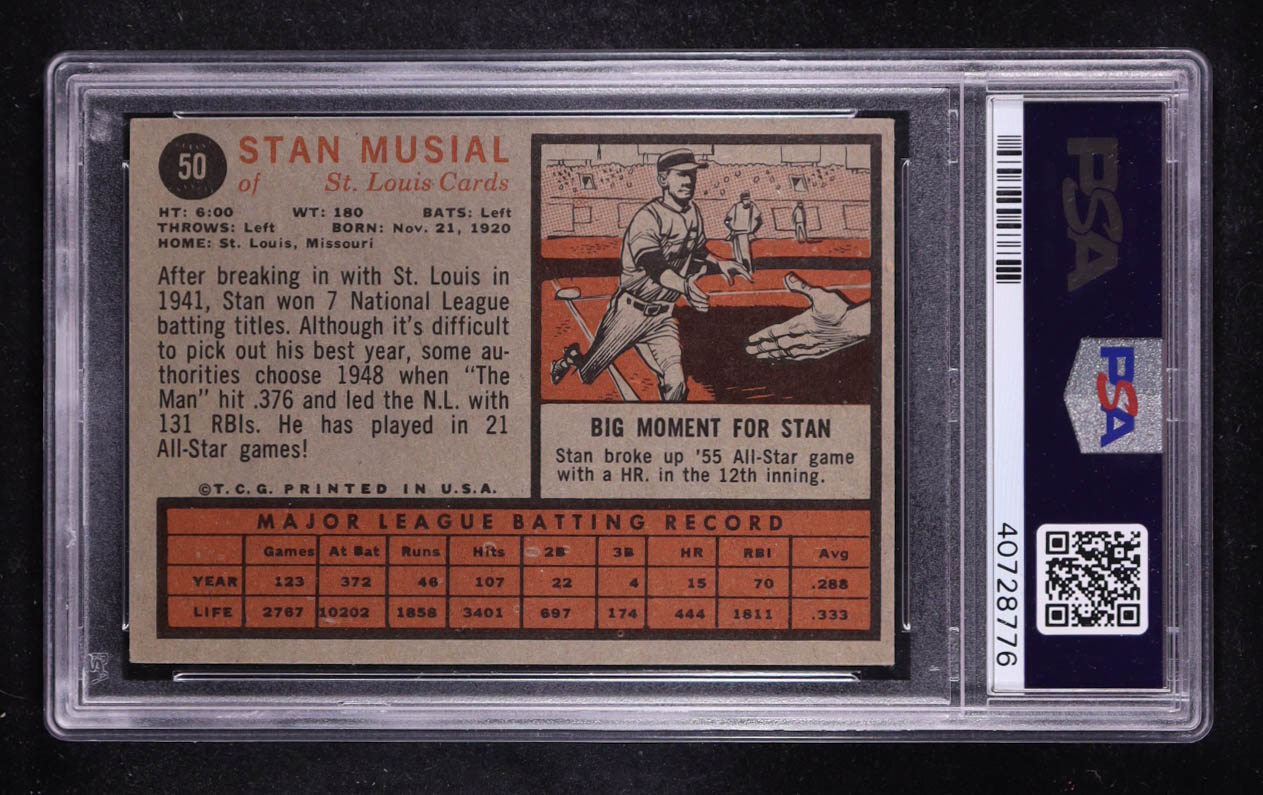 50
STAN MUSIAL
of St. Louis Cards
HT: 6:00 WT: 180 BATS: Left
THROWS: Left BORN: Nov. 21, 1920
HOME: St. Louis, Missouri
After breaking in with St. Louis in
1941, Stan won 7 National League
batting titles. Although it's difficult
to pick out his best year, some au-
thorities choose 1948 when "The
Man" hit .376 and led the N.L. with
131 RBIs. He has played in 21
All-Star games!
©T.C.G. PRINTED IN U.S.A.
BIG MOMENT FOR STAN
Stan broke up '55 All-Star game
with a HR. in the 12th inning.
MAJOR LEAGUE BATTING RECORD
Games At Bat Runs Hits 2B 3B HR RBI Avg
YEAR 123 372 46 107 22 4 15 70 .288
LIFE 2767 10202 1858 3401 697 174 444 1811 .333
PSA
PSA
40728776
PSA